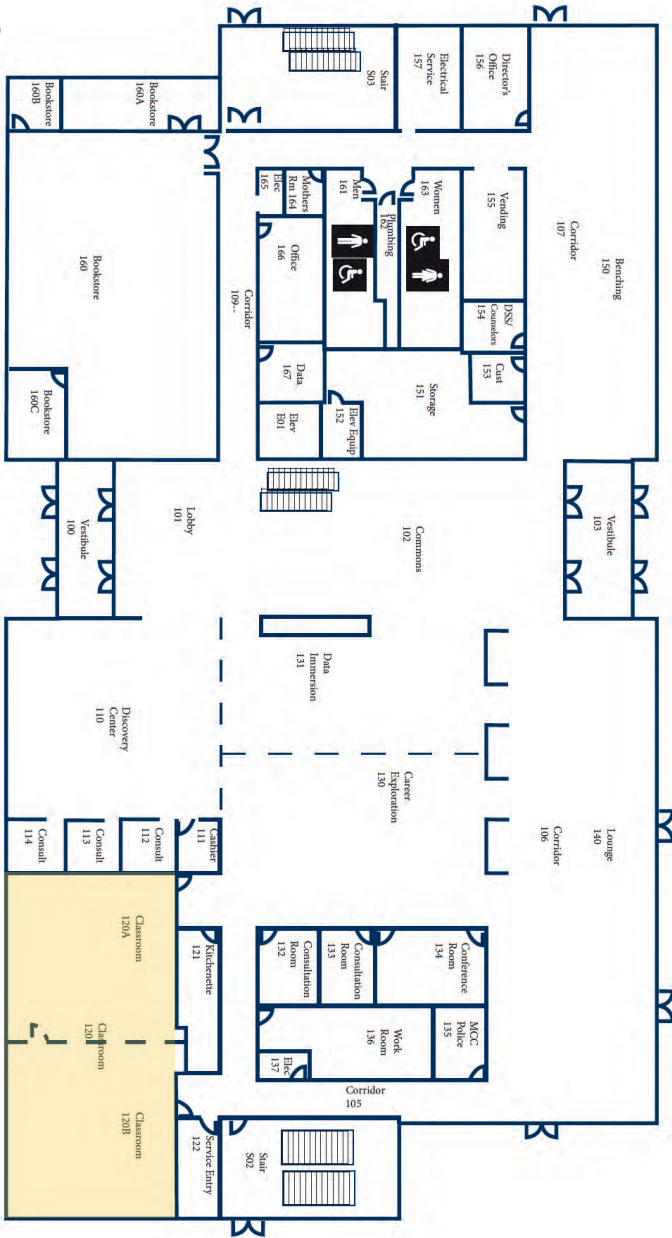 Stair
S03
Electrical
Service
157
Director's
Office
156
Bookstore
160B
Bookstore
160A
Elec
165
Mothers
Rm 164
Men
161
Plumbing
162
Women
163
Vending
155
Corridor
107
Benching
150
Bookstore
160
Office
166
Corridor
109--
DSS/
Counselors
154
Data
167
Cust
153
Storage
151
Bookstore
160C
Elev
E01
Elev Equip
152
Vestibule
100
Lobby
101
Commons
102
Vestibule
103
Data
Immersion
131
Discovery
Center
110
Career
Exploration
130
Corridor
106
Lounge
140
Consult
114
Consult
113
Consult
112
Cashier
111
Classroom
120A
Kitchenette
121
Consultation
Room
132
Consultation
Room
133
Conference
Room
134
Classroom
120
Work
Room
136
MCC
Police
135
Elec
137
Corridor
105
Classroom
120B
Service Entry
122
Stair
S02